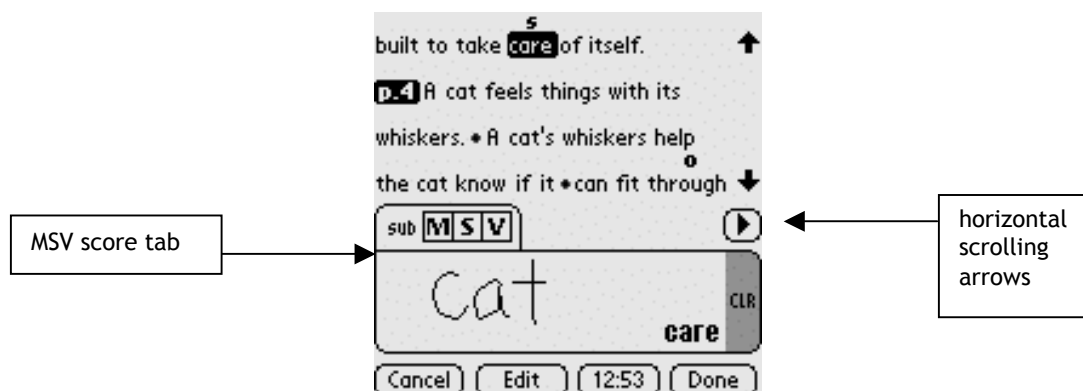 s
built to take care of itself.
p.4 A cat feels things with its
whiskers. • A cat's whiskers help
o
the cat know if it • can fit through
MSV score tab
sub M S V
horizontal
scrolling
arrows
cat
CLR
care
Cancel Edit 12:53 Done